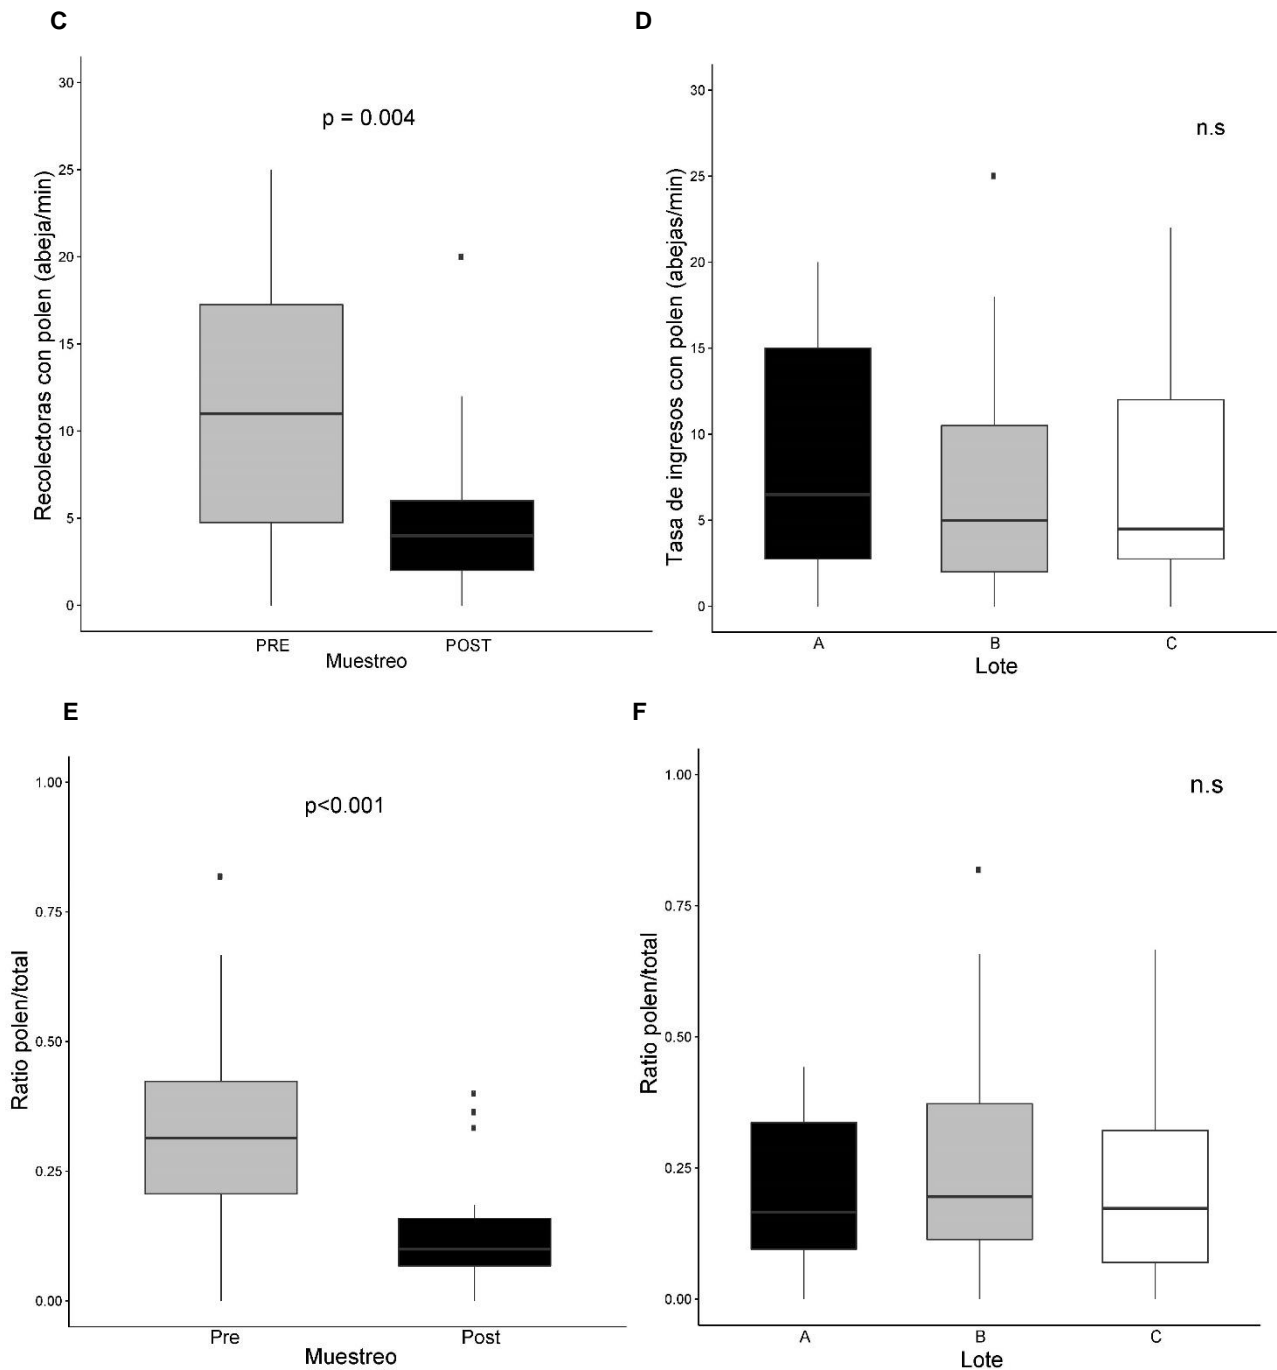 C
p = 0.004
Recolectoras con polen (abeja/min)
30
25
20
15
10
5
0
PRE
POST
Muestreo
D
n.s
Tasa de ingresos con polen (abejas/min)
30
25
20
15
10
5
0
A
B
C
Lote
E
p<0.001
Ratio polen/total
1.00
0.75
0.50
0.25
0.00
Pre
Post
Muestreo
F
n.s
Ratio polen/total
1.00
0.75
0.50
0.25
0.00
A
B
C
Lote